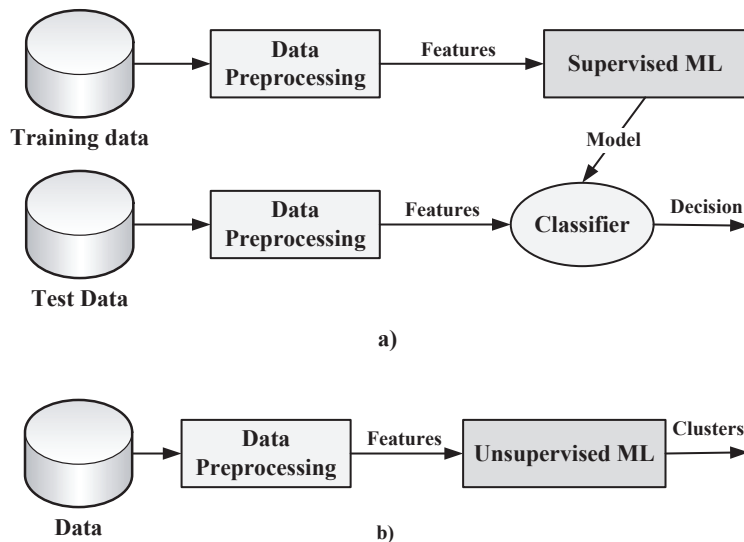 Data
Preprocessing
Features
Supervised ML
Training data
Model
Data
Preprocessing
Features
Classifier
Decision
Test Data
a)
Data
Preprocessing
Features
Unsupervised ML
Clusters
Data
b)